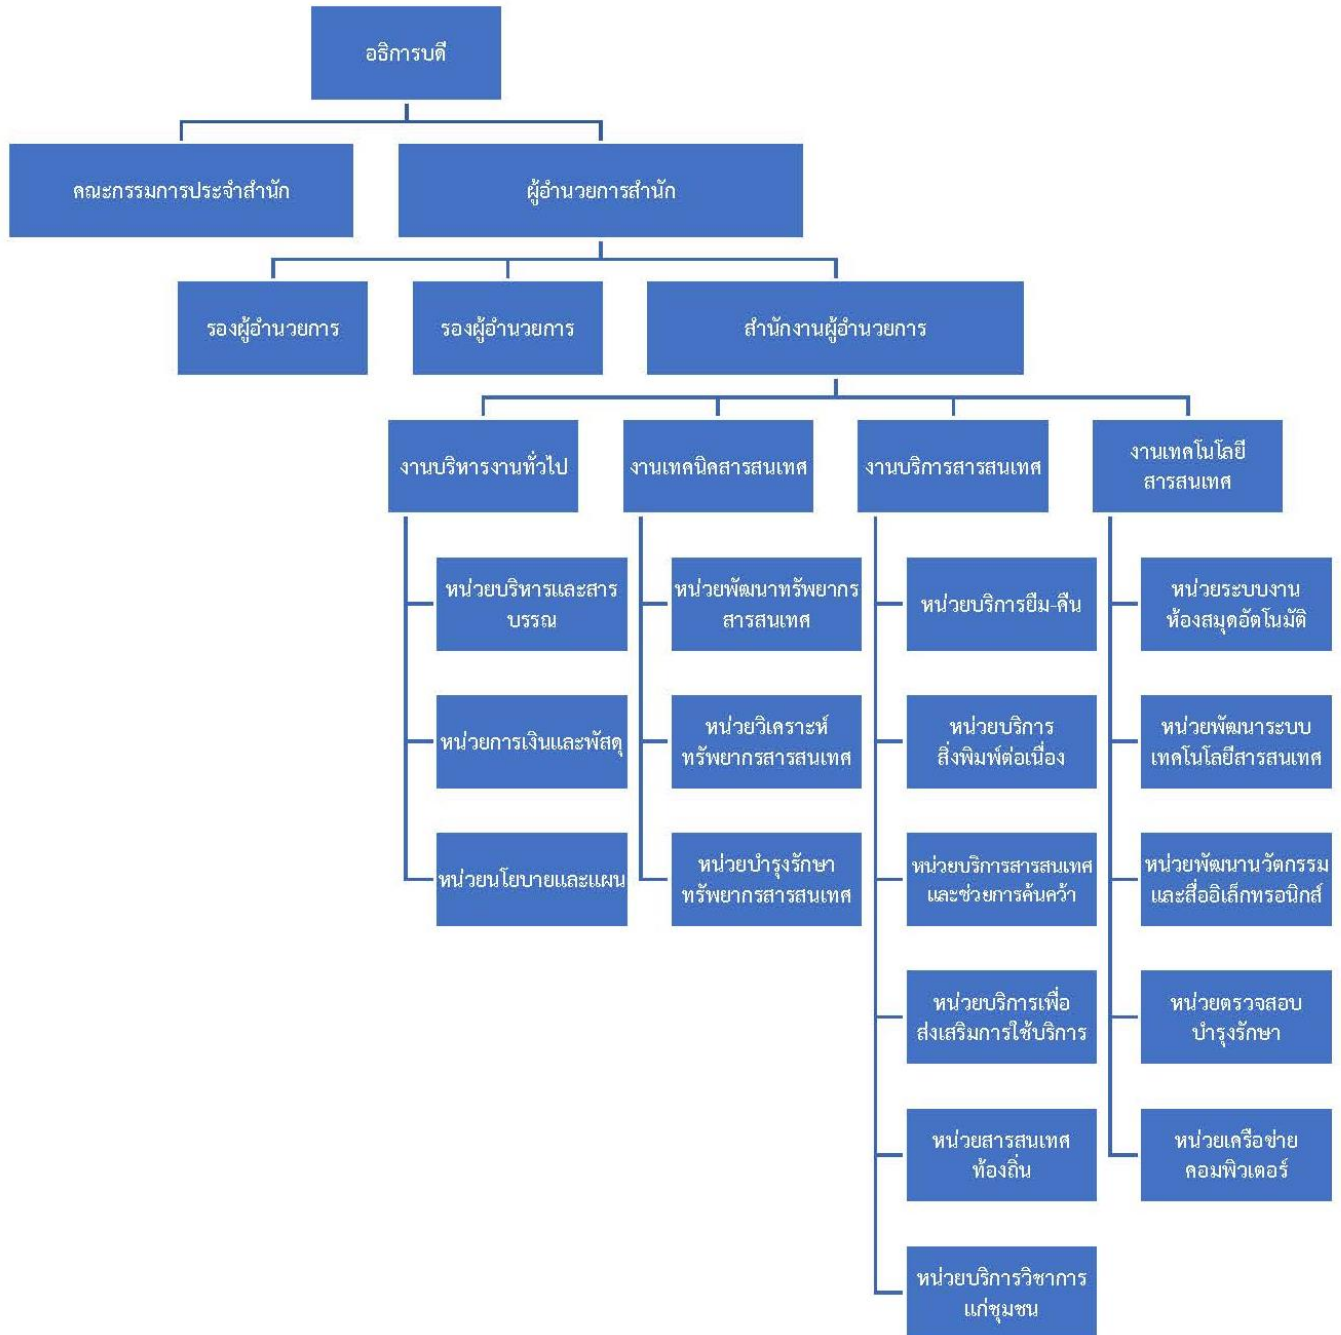 อธิการบดี
คณะกรรมการประจำสำนัก
ผู้อำนวยการสำนัก
รองผู้อำนวยการ
รองผู้อำนวยการ
สำนักงานผู้อำนวยการ
งานบริหารงานทั่วไป
งานเทคนิคสารสนเทศ
งานบริการสารสนเทศ
งานเทคโนโลยี
สารสนเทศ
หน่วยบริหารและสาร
บรรณ
หน่วยการเงินและพัสดุ
หน่วยนโยบายและแผน
หน่วยพัฒนาทรัพยากร
สารสนเทศ
หน่วยวิเคราะห์
ทรัพยากรสารสนเทศ
หน่วยบำรุงรักษา
ทรัพยากรสารสนเทศ
หน่วยบริการยืม-คืน
หน่วยบริการ
สิ่งพิมพ์ต่อเนื่อง
หน่วยบริการสารสนเทศ
และช่วยการค้นคว้า
หน่วยบริการเพื่อ
ส่งเสริมการใช้บริการ
หน่วยสารสนเทศ
ท้องถิ่น
หน่วยบริการวิชาการ
แก่ชุมชน
หน่วยระบบงาน
ห้องสมุดอัตโนมัติ
หน่วยพัฒนาระบบ
เทคโนโลยีสารสนเทศ
หน่วยพัฒนานวัตกรรม
และสื่ออิเล็กทรอนิกส์
หน่วยตรวจสอบ
บำรุงรักษา
หน่วยเครือข่าย
คอมพิวเตอร์